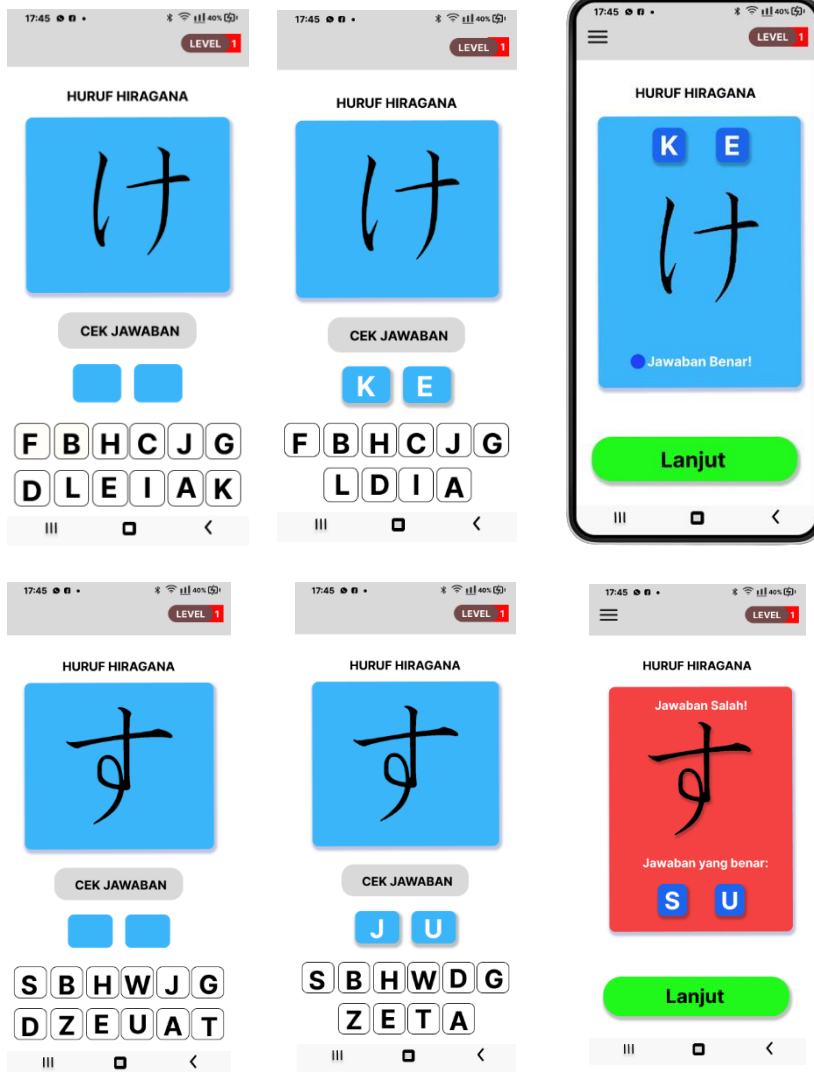 17:45
40%
LEVEL 1
HURUF HIRAGANA
け
CEK JAWABAN
F B H C J G
D L E I A K
17:45
40%
LEVEL 1
HURUF HIRAGANA
け
CEK JAWABAN
K E
F B H C J G
L D I A
17:45
40%
LEVEL 1
HURUF HIRAGANA
K E
け
Jawaban Benar!
Lanjut
17:45
40%
LEVEL 1
HURUF HIRAGANA
す
CEK JAWABAN
S B H W J G
D Z E U A T
17:45
40%
LEVEL 1
HURUF HIRAGANA
す
CEK JAWABAN
J U
S B H W D G
Z E T A
17:45
40%
LEVEL 1
HURUF HIRAGANA
Jawaban Salah!
す
Jawaban yang benar:
S U
Lanjut